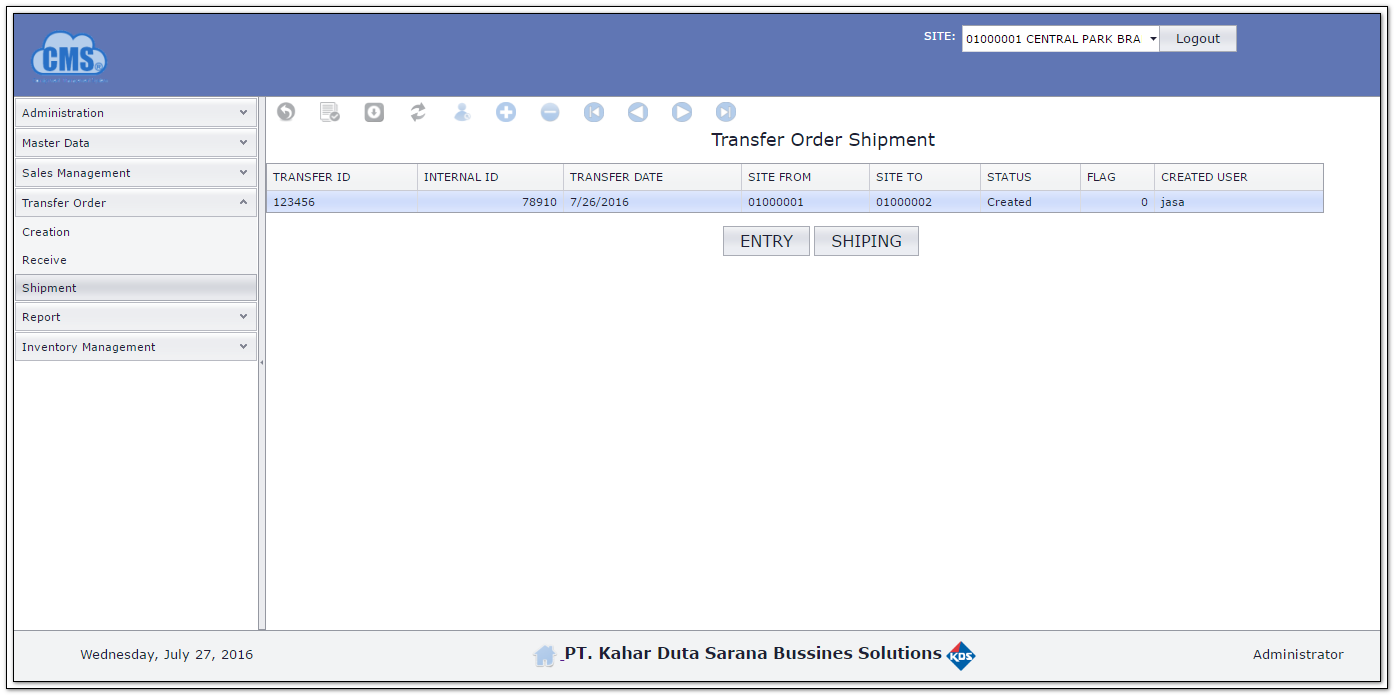 SITE: 01000001 CENTRAL PARK BRA Logout
CMS®
Administration
Master Data
Sales Management
Transfer Order
Creation
Receive
Shipment
Report
Inventory Management
Transfer Order Shipment
TRANSFER ID INTERNAL ID TRANSFER DATE SITE FROM SITE TO STATUS FLAG CREATED USER
123456 78910 7/26/2016 01000001 01000002 Created 0 jasa
ENTRY SHIPING
Wednesday, July 27, 2016 PT. Kahar Duta Sarana Bussines Solutions KDS Administrator